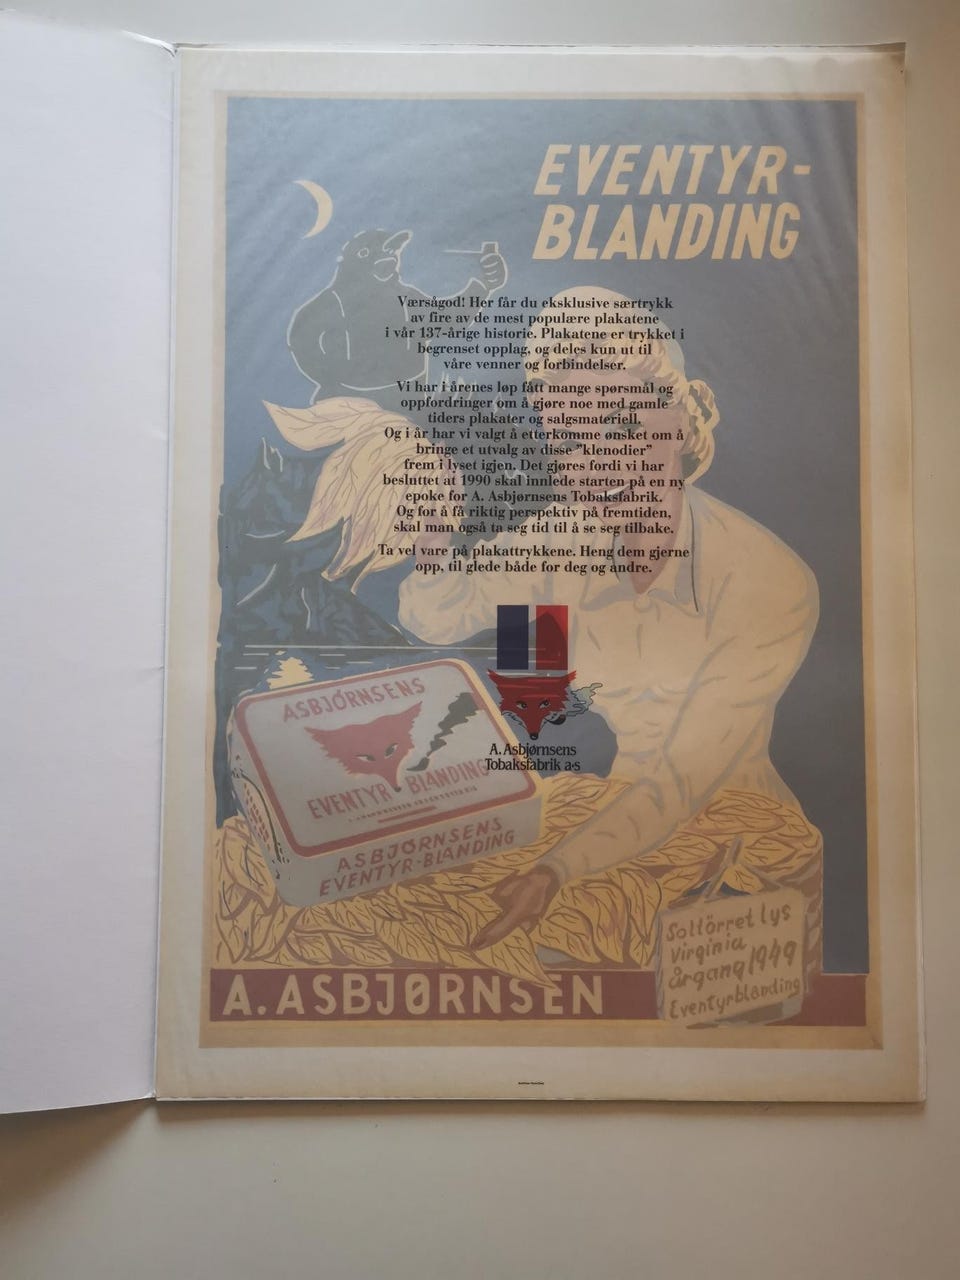 EVENTYR-
BLANDING
Værsågod! Her får du eksklusive særtrykk
av fire av de mest populære plakatene
i vår 137-årige historie. Plakatene er trykket i
begrenset opplag, og deles kun ut til
våre venner og forbindelser.
Vi har i årenes løp fått mange spørsmål og
oppfordringer om å gjøre noe med gamle
tiders plakater og salgsmateriell.
Og i år har vi valgt å etterkomme ønsket om å
bringe et utvalg av disse ”klenodier”
frem i lyset igjen. Det gjøres fordi vi har
besluttet at 1990 skal innlede starten på en ny
epoke for A. Asbjørnsens Tobaksfabrik.
Og for å få riktig perspektiv på fremtiden,
skal man også ta seg tid til å se seg tilbake.
Ta vel vare på plakattrykkene. Heng dem gjerne
opp, til glede både for deg og andre.
A. Asbjørnsens
Tobaksfabrik a·s
ASBJØRNSENS
EVENTYR BLANDING
ASBJØRNSENS
EVENTYR-BLANDING
Soltörret lys
Virginia
årgang 1949
Eventyrblanding
A. ASBJØRNSEN